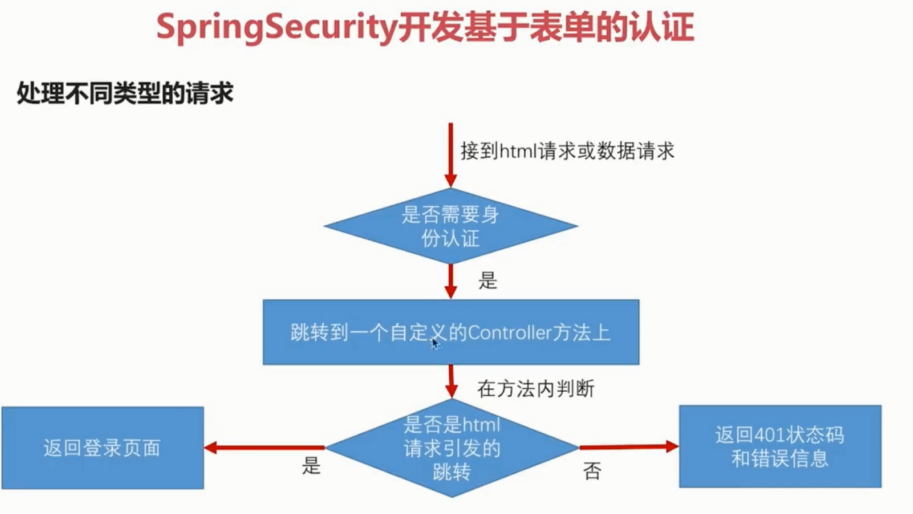 SpringSecurity开发基于表单的认证
处理不同类型的请求
接到html请求或数据请求
是否需要身
份认证
是
跳转到一个自定义的Controller方法上
在方法内判断
是否是html
请求引发的
跳转
返回登录页面
是
否
返回401状态码
和错误信息